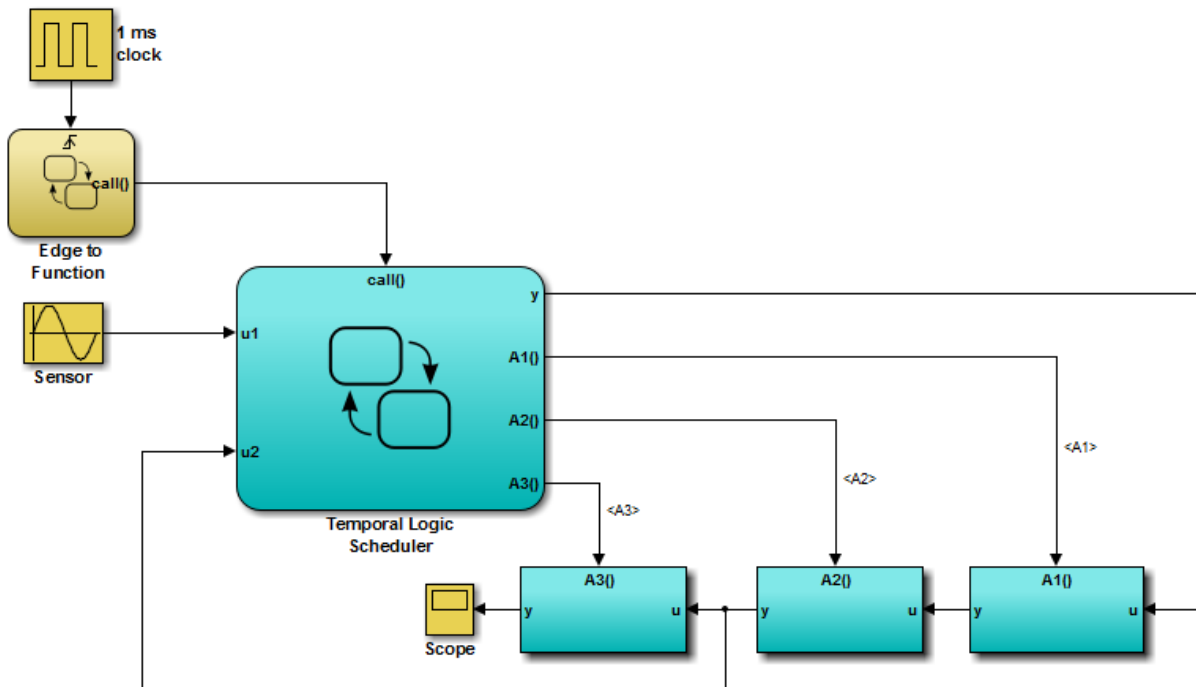 1 ms
clock
call()
Edge to
Function
call()
y
u1
Sensor
A1()
A2()
u2
A3()
<A1>
<A2>
<A3>
Temporal Logic
Scheduler
A3()
A2()
A1()
y
u
y
u
y
u
Scope